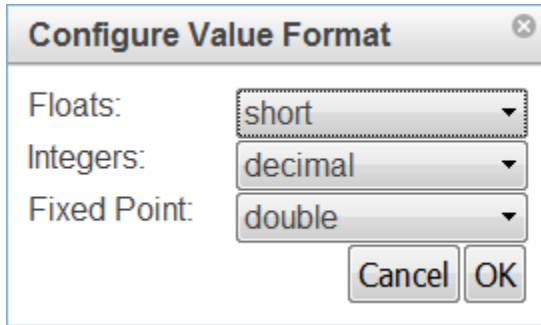 Configure Value Format
Floats: short
Integers: decimal
Fixed Point: double
Cancel OK